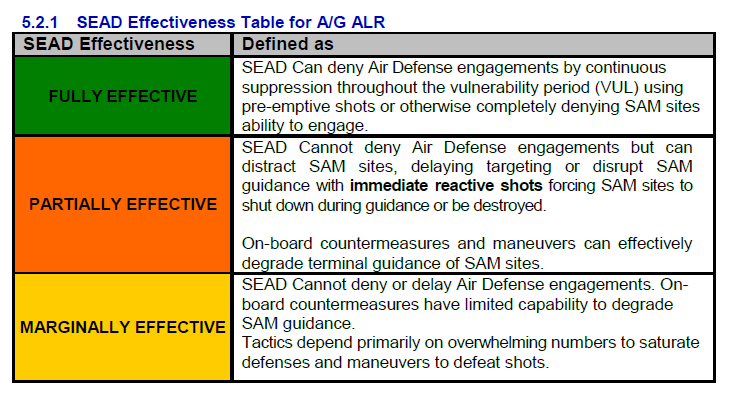 5.2.1 SEAD Effectiveness Table for A/G ALR
SEAD Effectiveness
Defined as
FULLY EFFECTIVE
SEAD Can deny Air Defense engagements by continuous
suppression throughout the vulnerability period (VUL) using
pre-emptive shots or otherwise completely denying SAM sites
ability to engage.
PARTIALLY EFFECTIVE
SEAD Cannot deny Air Defense engagements but can
distract SAM sites, delaying targeting or disrupt SAM
guidance with immediate reactive shots forcing SAM sites to
shut down during guidance or be destroyed.
On-board countermeasures and maneuvers can effectively
degrade terminal guidance of SAM sites.
MARGINALLY EFFECTIVE
SEAD Cannot deny or delay Air Defense engagements. On-
board countermeasures have limited capability to degrade
SAM guidance.
Tactics depend primarily on overwhelming numbers to saturate
defenses and maneuvers to defeat shots.